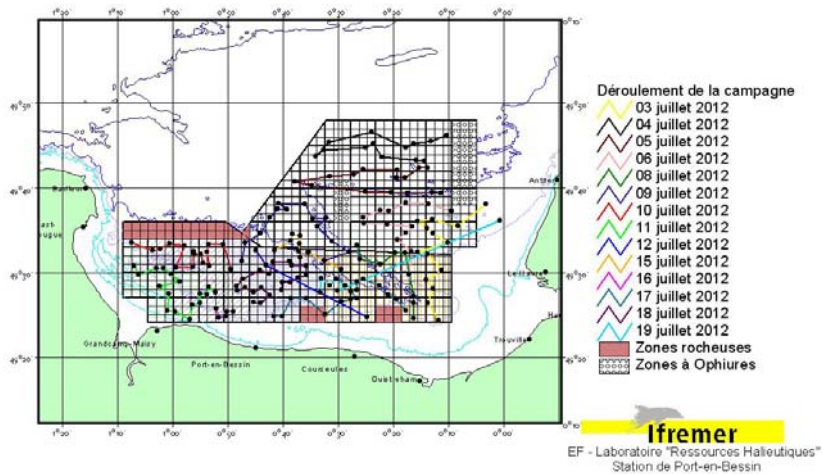 Déroulement de la campagne
03 juillet 2012
04 juillet 2012
05 juillet 2012
06 juillet 2012
08 juillet 2012
09 juillet 2012
10 juillet 2012
11 juillet 2012
12 juillet 2012
15 juillet 2012
16 juillet 2012
17 juillet 2012
18 juillet 2012
19 juillet 2012
Zones rocheuses
Zones à Ophiures
Barfleur
Le Havre
Trouville
Grandcamp-Maisy
Port-en-Bessin
Courseulles
Ouistreham
Ifremer
EF - Laboratoire "Ressources Halieutiques"
Station de Port-en-Bessin